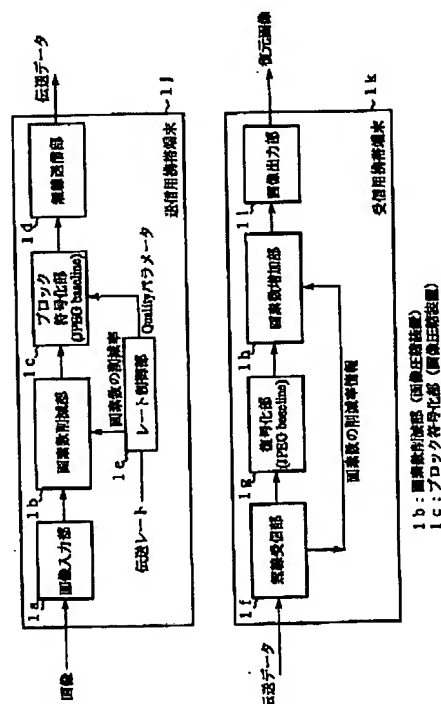 画像
1a
画像入力部
1b
画素数削減部
1c
ブロック
符号化部
(JPEG baseline)
1d
無線送信部
伝送データ
画素数の削減率
Qualifyパラメータ
1e
レート制御部
伝送レート
送信用携帯端末
1j
伝送データ
1f
無線受信部
1g
復号化部
(JPEG baseline)
1h
画素数増加部
1i
画像出力部
復元画像
画素数の削減率情報
受信用携帯端末
1k
1b：画素数削減部（画像圧縮装置）
1c：ブロック符号化部（画像圧縮装置）